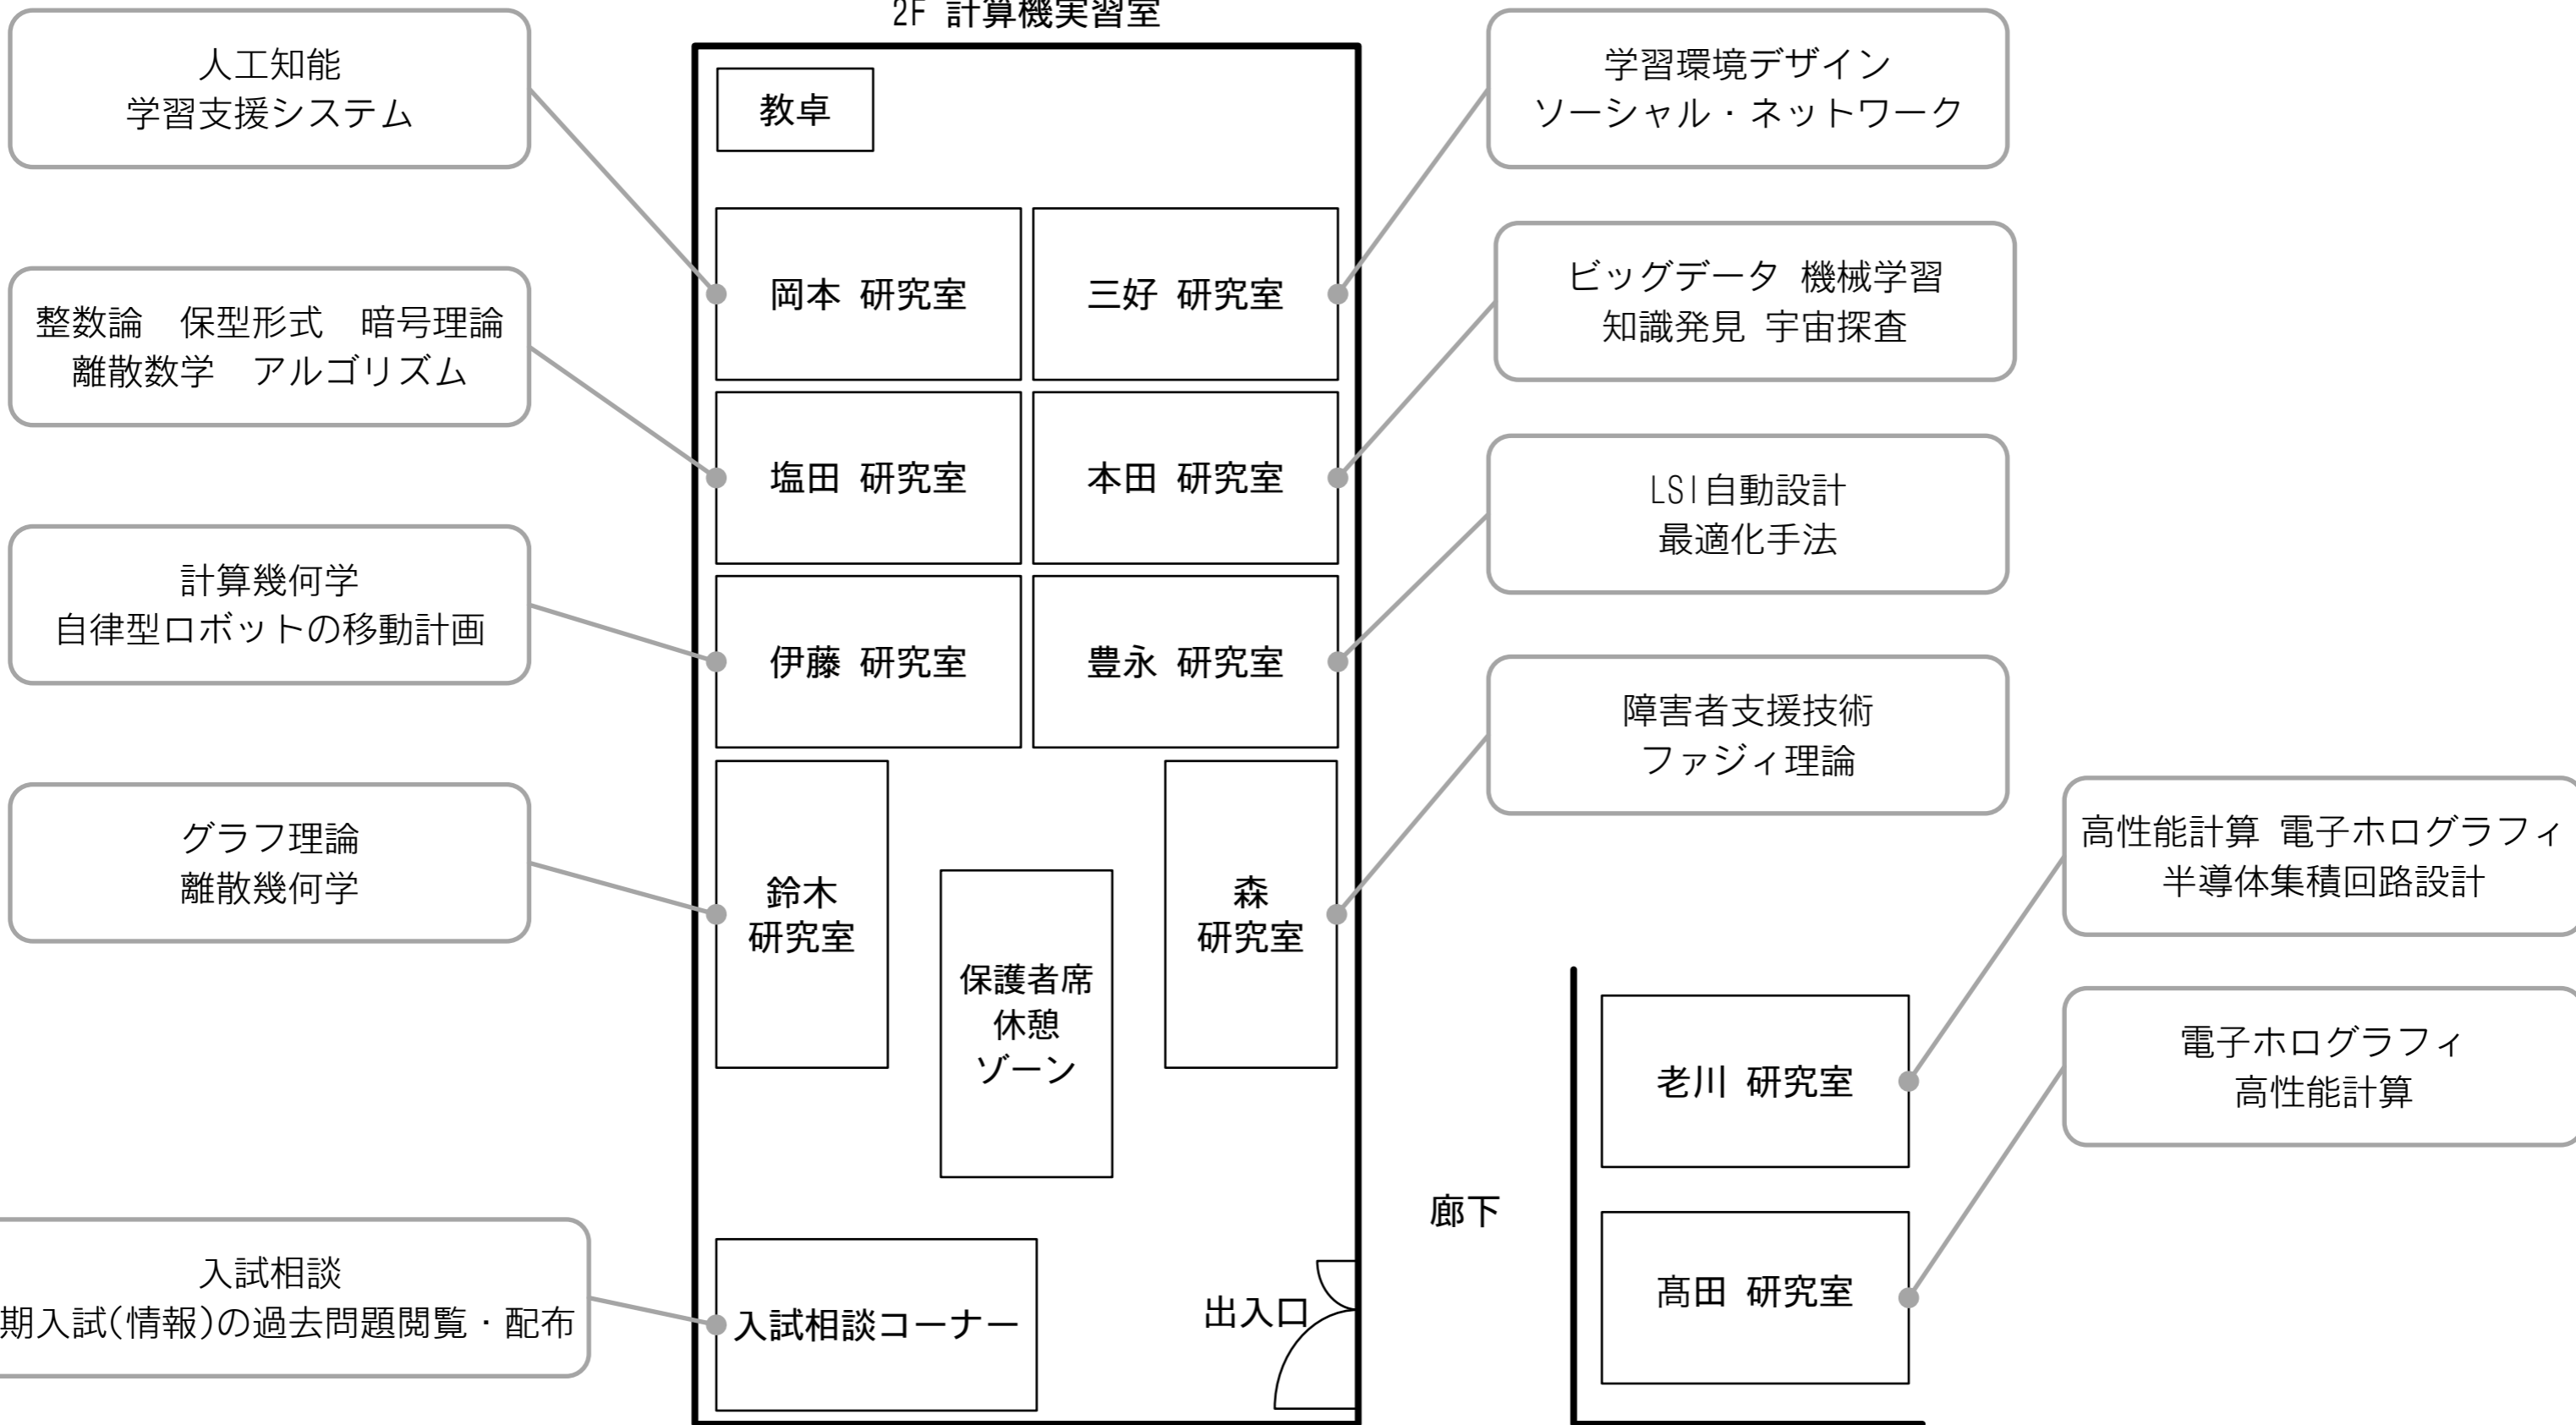 2F 計算機実習室
人工知能
学習支援システム
整数論　保型形式　暗号理論
離散数学　アルゴリズム
計算幾何学
自律型ロボットの移動計画
グラフ理論
離散幾何学
入試相談
期入試(情報)の過去問題閲覧・配布
教卓
岡本 研究室
三好 研究室
塩田 研究室
本田 研究室
伊藤 研究室
豊永 研究室
鈴木
研究室
保護者席
休憩
ゾーン
森
研究室
入試相談コーナー
出入口
学習環境デザイン
ソーシャル・ネットワーク
ビッグデータ 機械学習
知識発見 宇宙探査
LSI自動設計
最適化手法
障害者支援技術
ファジィ理論
廊下
老川 研究室
髙田 研究室
高性能計算 電子ホログラフィ
半導体集積回路設計
電子ホログラフィ
高性能計算